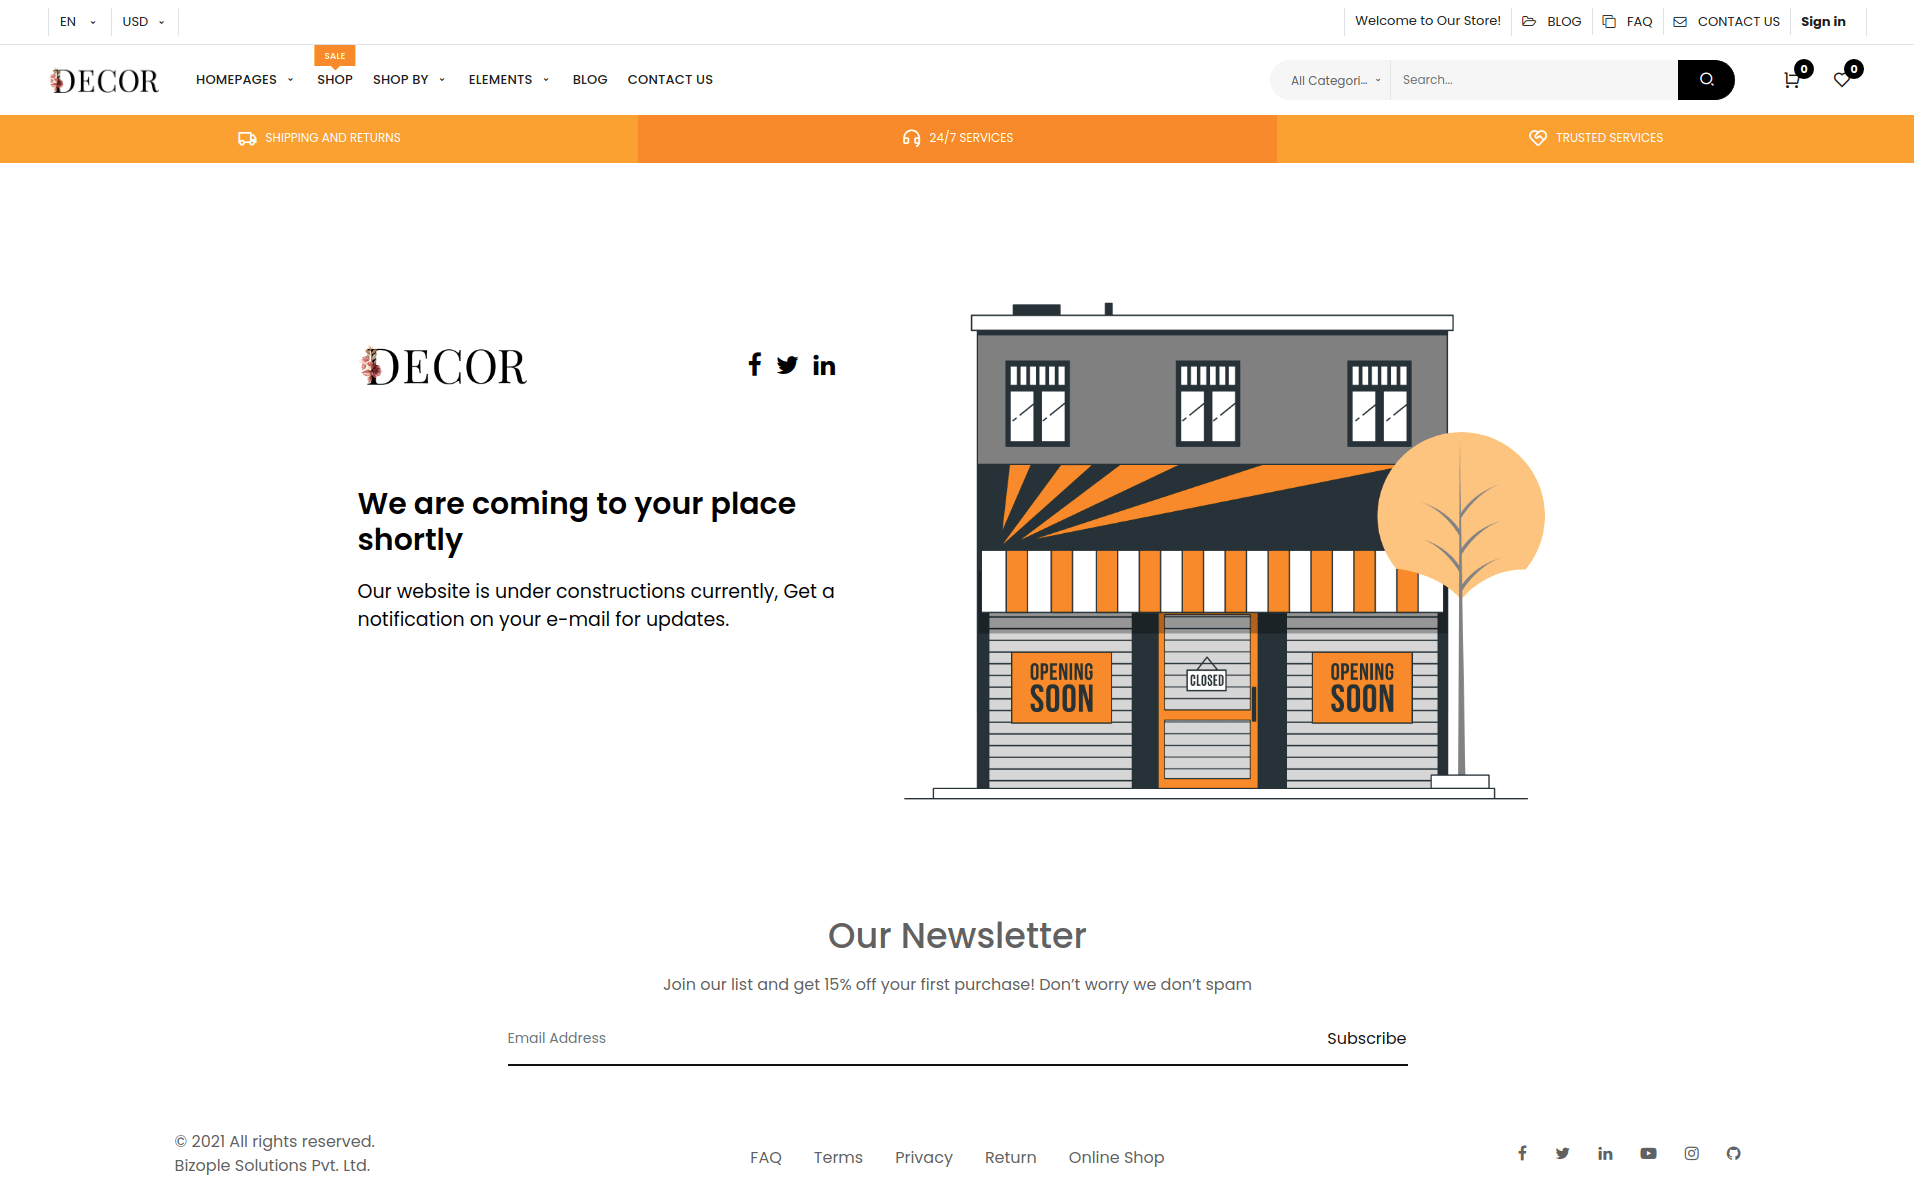 EN USD Welcome to Our Store! BLOG FAQ CONTACT US Sign in
SALE
DECOR HOMEPAGES SHOP SHOP BY ELEMENTS BLOG CONTACT US All Categori... Search... 0 0
SHIPPING AND RETURNS 24/7 SERVICES TRUSTED SERVICES
DECOR
We are coming to your place
shortly
Our website is under constructions currently, Get a
notification on your e-mail for updates.
OPENING
SOON
CLOSED
OPENING
SOON
Our Newsletter
Join our list and get 15% off your first purchase! Don’t worry we don’t spam
Email Address Subscribe
© 2021 All rights reserved.
Bizople Solutions Pvt. Ltd.
FAQ Terms Privacy Return Online Shop